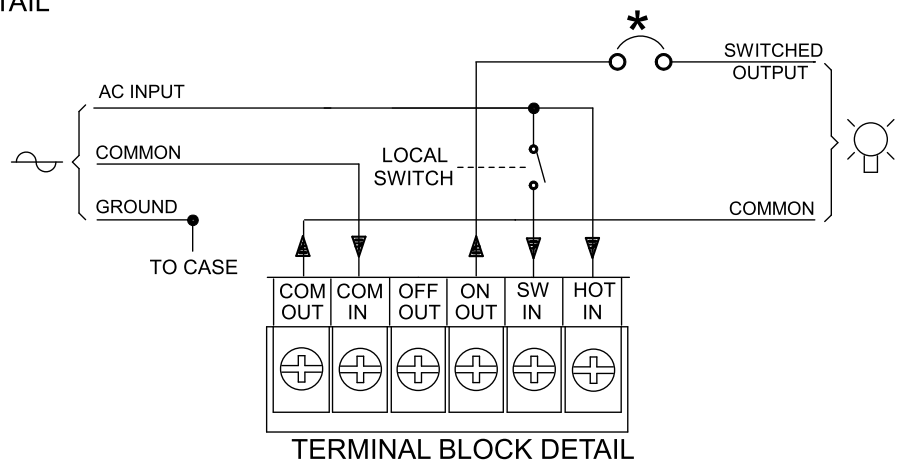 TAIL
*
SWITCHED
OUTPUT
AC INPUT
COMMON
LOCAL
SWITCH
GROUND
COMMON
TO CASE
COM
OUT
COM
IN
OFF
OUT
ON
OUT
SW
IN
HOT
IN
TERMINAL BLOCK DETAIL